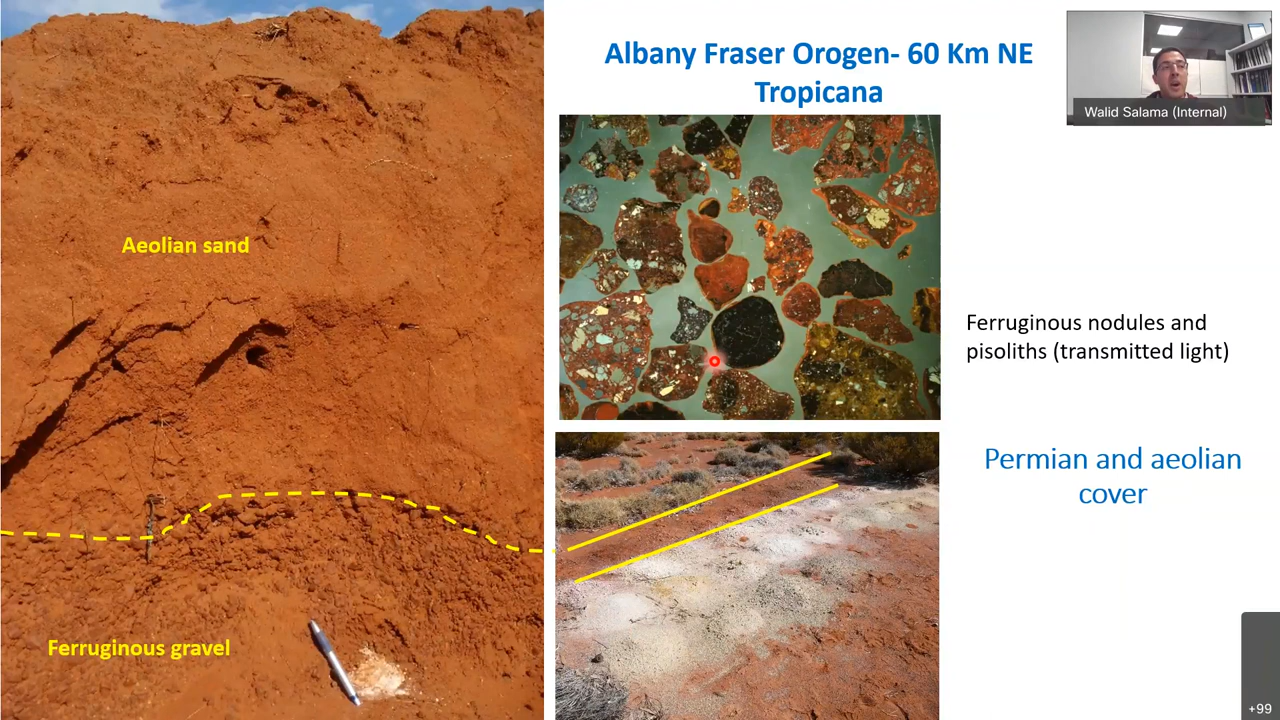 Albany Fraser Orogen- 60 Km NE
Tropicana
Walid Salama (Internal)
Aeolian sand
Ferruginous nodules and
pisoliths (transmitted light)
Permian and aeolian
cover
Ferruginous gravel
+99